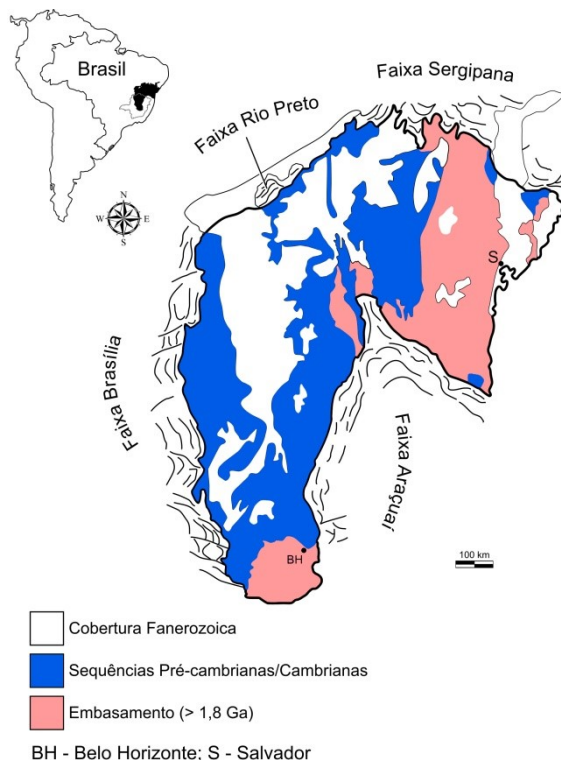 Brasil
N
W E
S
Faixa Sergipana
Faixa Rio Preto
S
Faixa Brasília
Faixa Araçuaí
BH
100 km
Cobertura Fanerozoica
Sequências Pré-cambrianas/Cambrianas
Embasamento (> 1,8 Ga)
BH - Belo Horizonte; S - Salvador